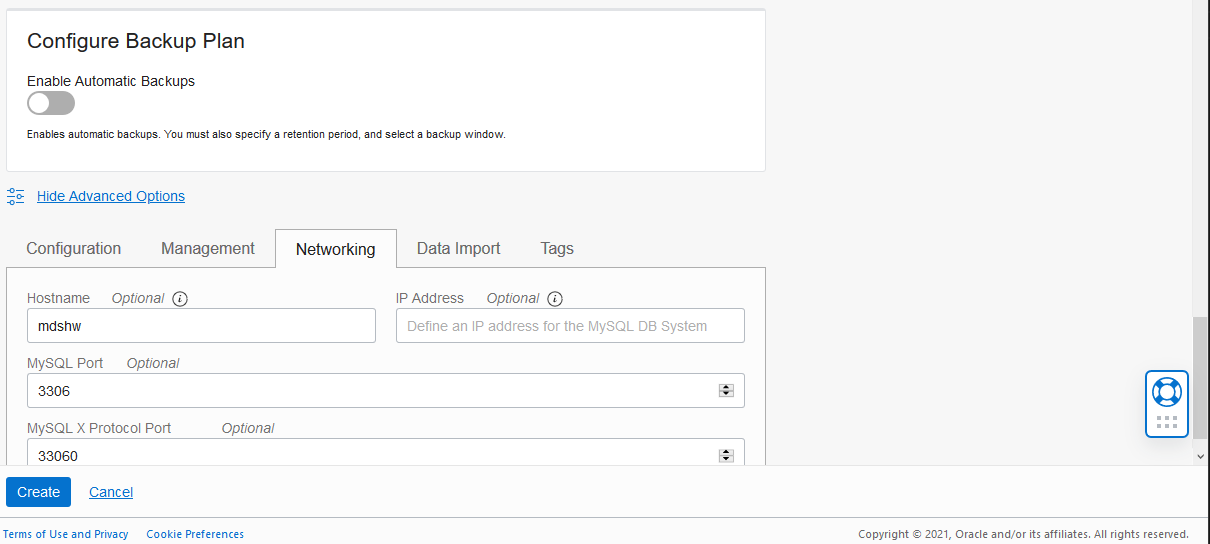 Configure Backup Plan
Enable Automatic Backups
Enables automatic backups. You must also specify a retention period, and select a backup window.
Hide Advanced Options
Configuration Management Networking Data Import Tags
Hostname Optional i IP Address Optional i
mdshw Define an IP address for the MySQL DB System
MySQL Port Optional
3306
MySQL X Protocol Port Optional
33060
Create Cancel
Terms of Use and Privacy Cookie Preferences Copyright © 2021, Oracle and/or its affiliates. All rights reserved.